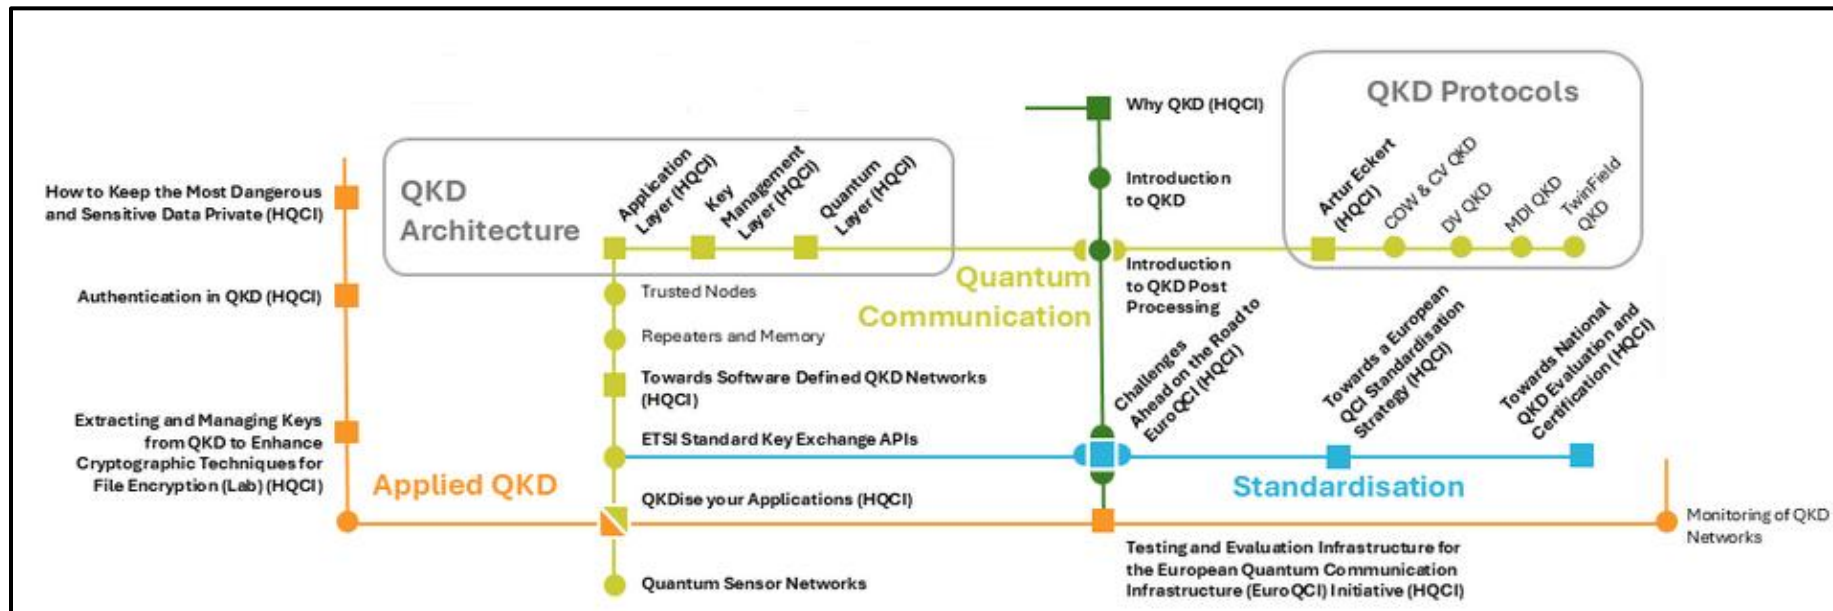 How to Keep the Most Dangerous
and Sensitive Data Private (HQCI)
Authentication in QKD (HQCI)
Extracting and Managing Keys
from QKD to Enhance
Cryptographic Techniques for
File Encryption (Lab) (HQCI)
Applied QKD
QKD
Architecture
Application
Layer (HQCI)
Key
Management
Layer (HQCI)
Quantum
Layer (HQCI)
Trusted Nodes
Repeaters and Memory
Towards Software Defined QKD Networks
(HQCI)
ETSI Standard Key Exchange APIs
QKDise your Applications (HQCI)
Quantum Sensor Networks
Quantum
Communication
Why QKD (HQCI)
Introduction
to QKD
Introduction
to QKD Post
Processing
Challenges
Ahead on the Road to
EuroQCI (HQCI)
QKD Protocols
Artur Eckert
(HQCI)
COW & CV QKD
DV QKD
MDI QKD
TwinField
QKD
Towards a European
QCI Standardisation
Strategy (HQCI)
Towards National
QKD Evaluation and
Certification (HQCI)
Standardisation
Testing and Evaluation Infrastructure for
the European Quantum Communication
Infrastructure (EuroQCI) Initiative (HQCI)
Monitoring of QKD
Networks